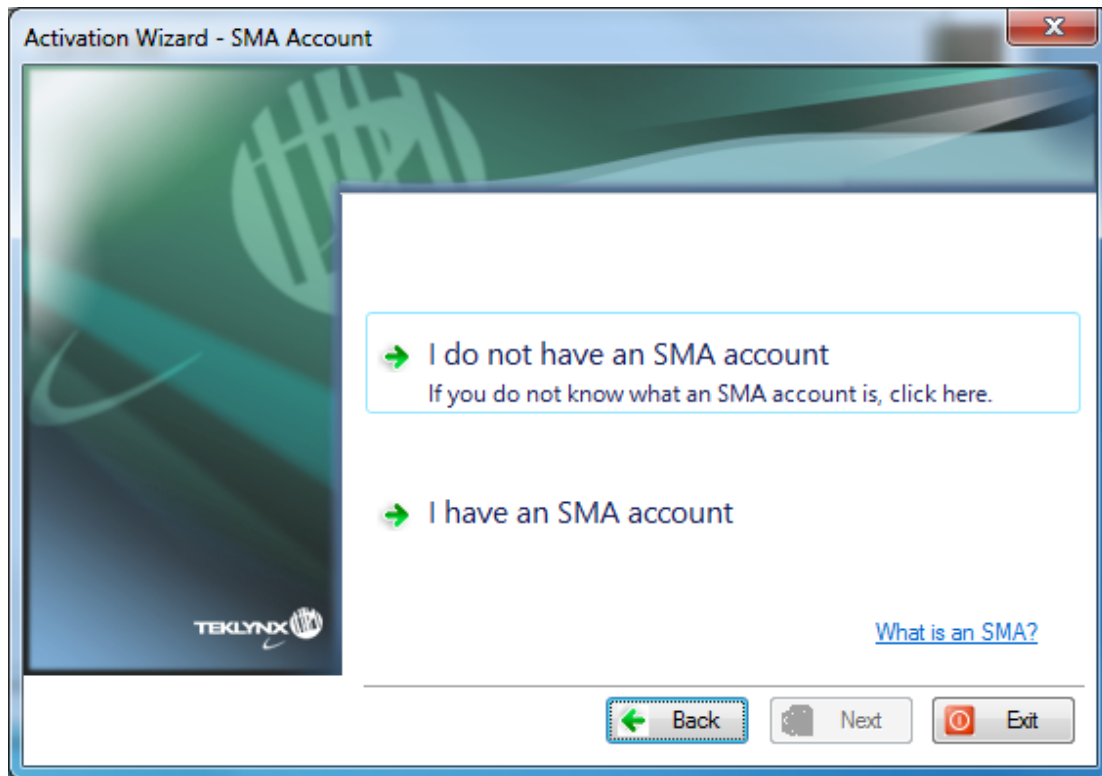 Activation Wizard - SMA Account
I do not have an SMA account
If you do not know what an SMA account is, click here.
I have an SMA account
TEKLYNX
What is an SMA?
Back
Next
Exit